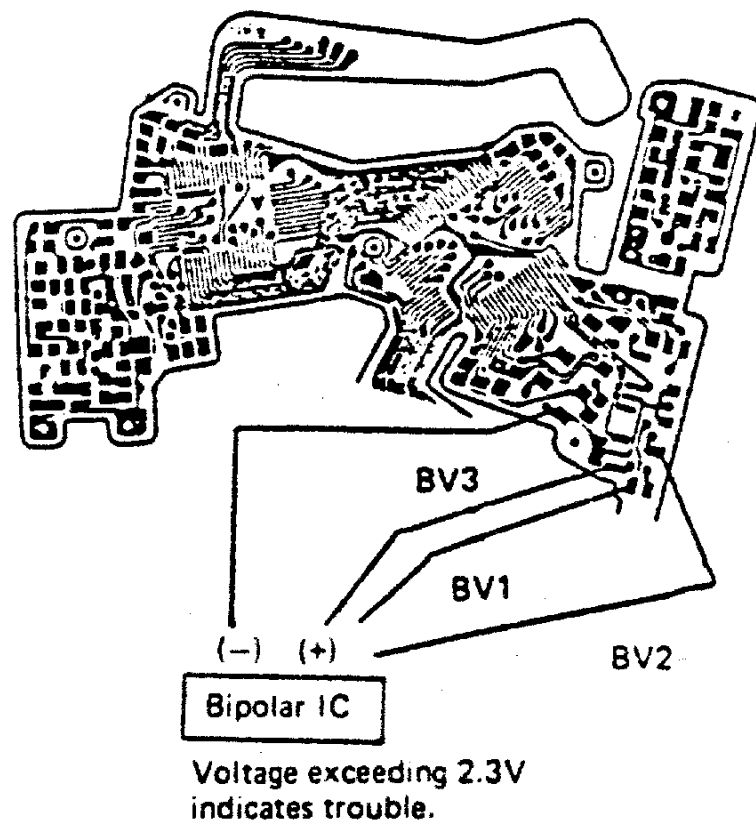 BV3
BV1
(−) (+)
BV2
Bipolar IC
Voltage exceeding 2.3V
indicates trouble.